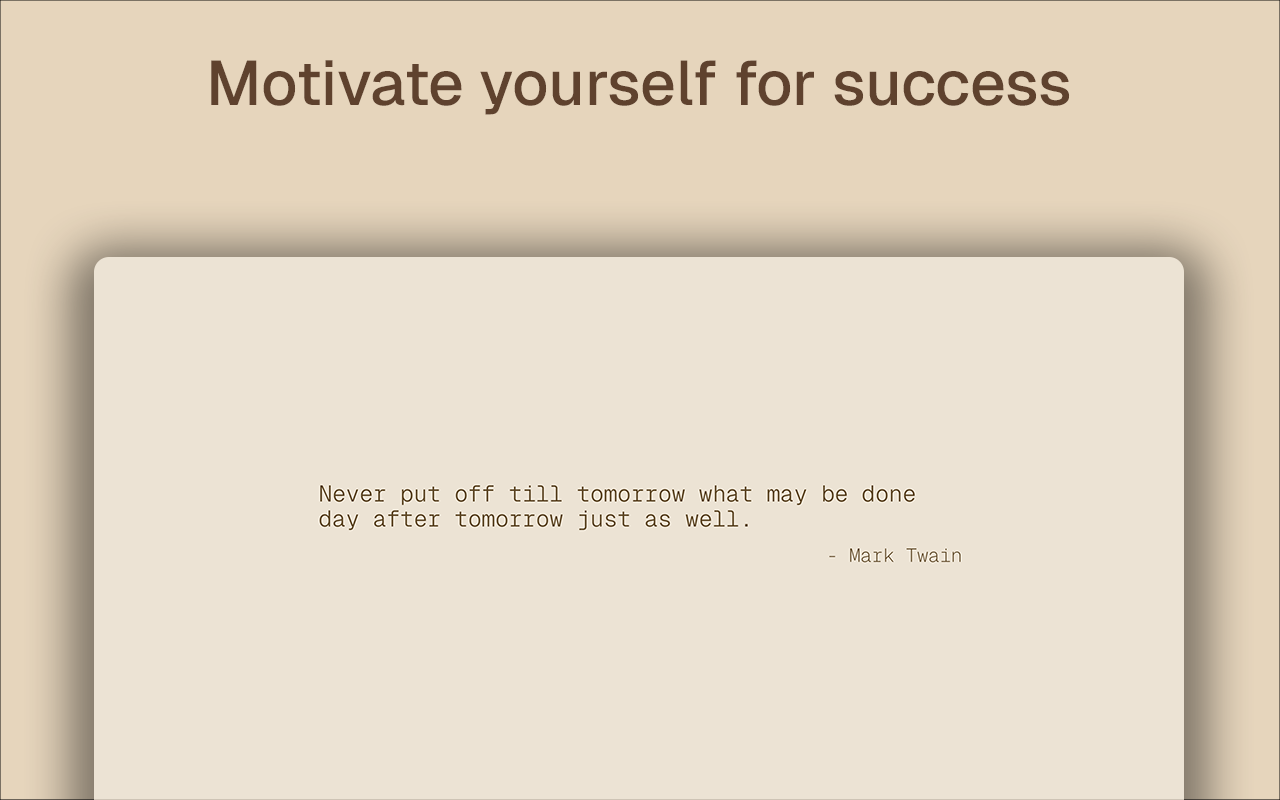 Motivate yourself for success
Never put off till tomorrow what may be done
day after tomorrow just as well.
- Mark Twain